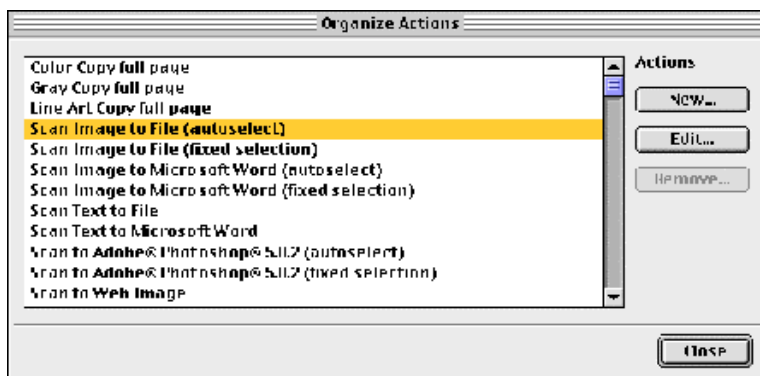 Organize Actions
Color Copy full page
Gray Copy full page
Line Art Copy full page
Scan Image to File (autoselect)
Scan Image to File (fixed selection)
Scan Image to Microsoft Word (autoselect)
Scan Image to Microsoft Word (fixed selection)
Scan Text to File
Scan Text to Microsoft Word
Scan to Adobe® Photoshop® 5.0.2 (autoselect)
Scan to Adobe® Photoshop® 5.0.2 (fixed selection)
Scan to Web Image
Actions
New...
Edit...
Remove...
Close